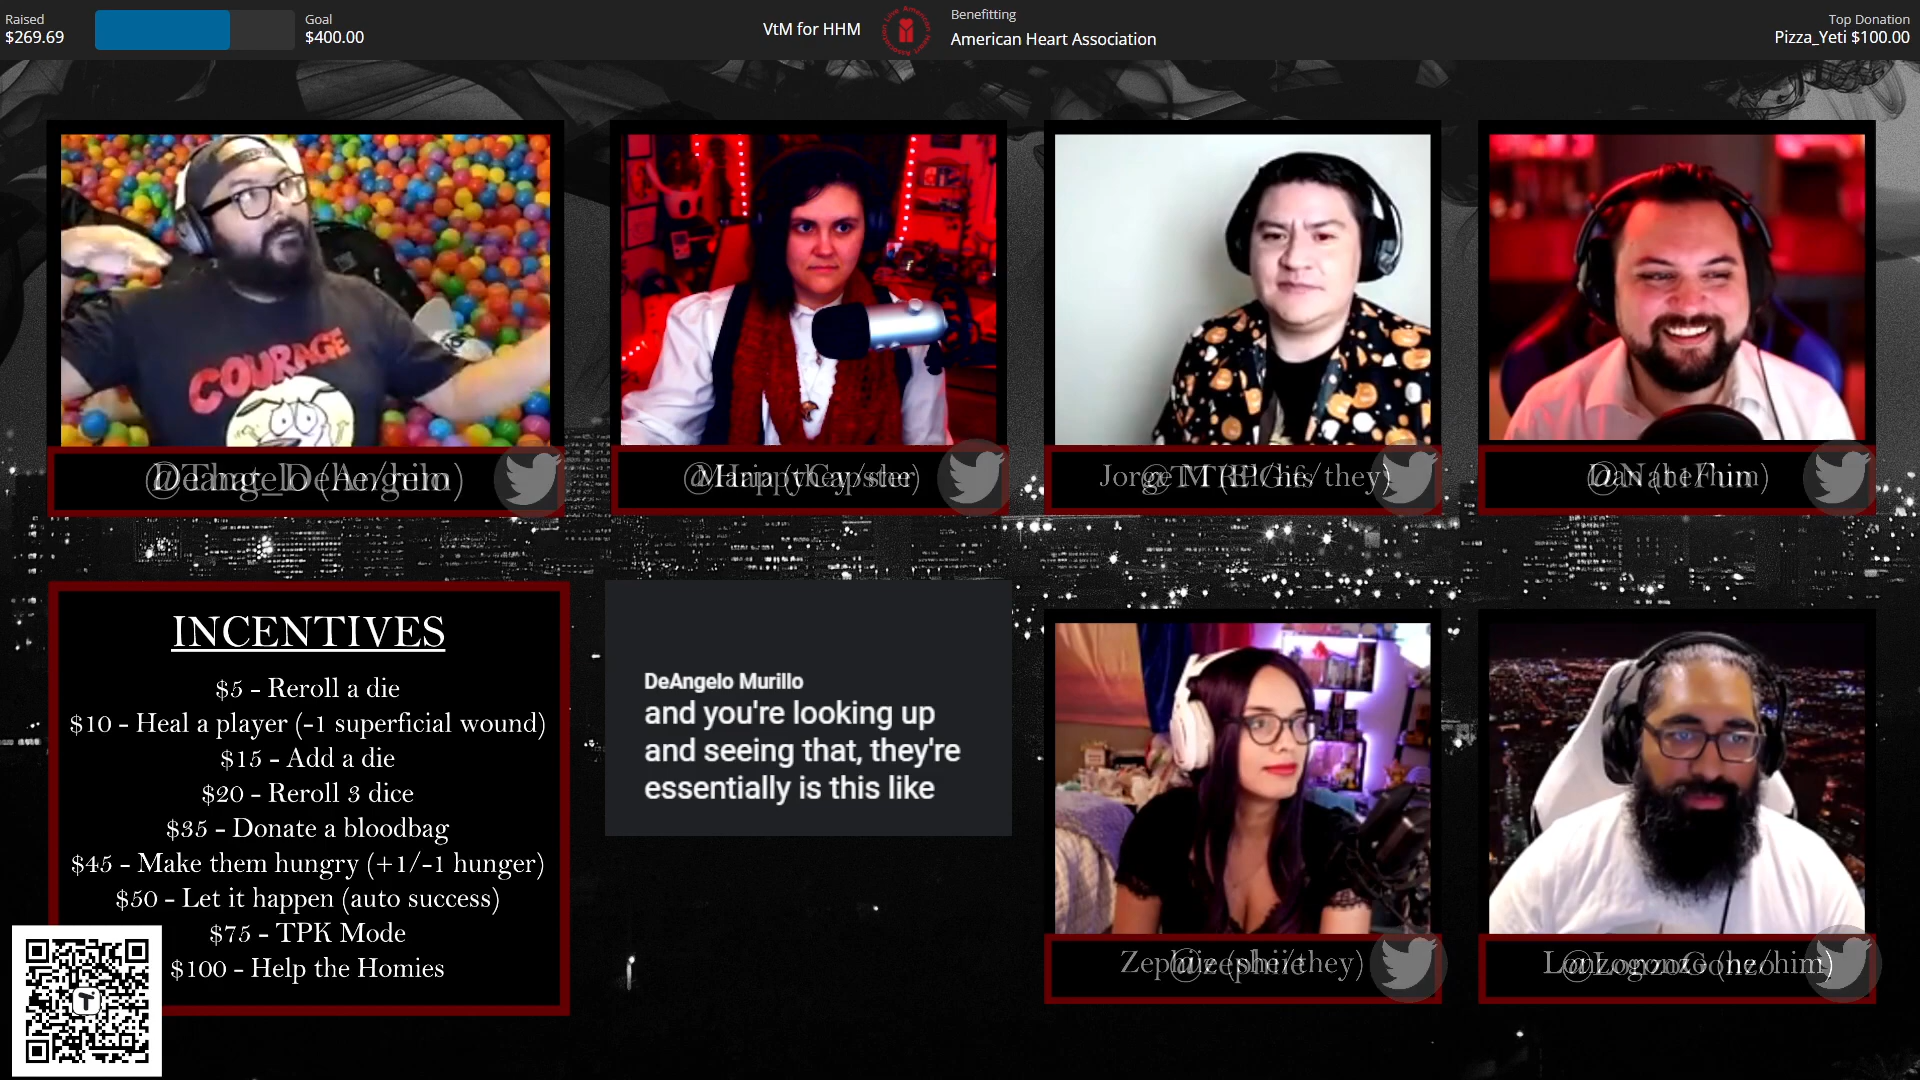 Raised
$269.69
Goal
$400.00
VtM for HHM
Benefitting
American Heart Association
Top Donation
Pizza_Yeti $100.00
COURAGE
INCENTIVES
$5 - Reroll a die
$10 - Heal a player (-1 superficial wound)
$15 - Add a die
$20 - Reroll 3 dice
$35 - Donate a bloodbag
$45 - Make them hungry (+1/-1 hunger)
$50 - Let it happen (auto success)
$75 - TPK Mode
$100 - Help the Homies
DeAngelo Murillo
and you're looking up
and seeing that, they're
essentially is this like